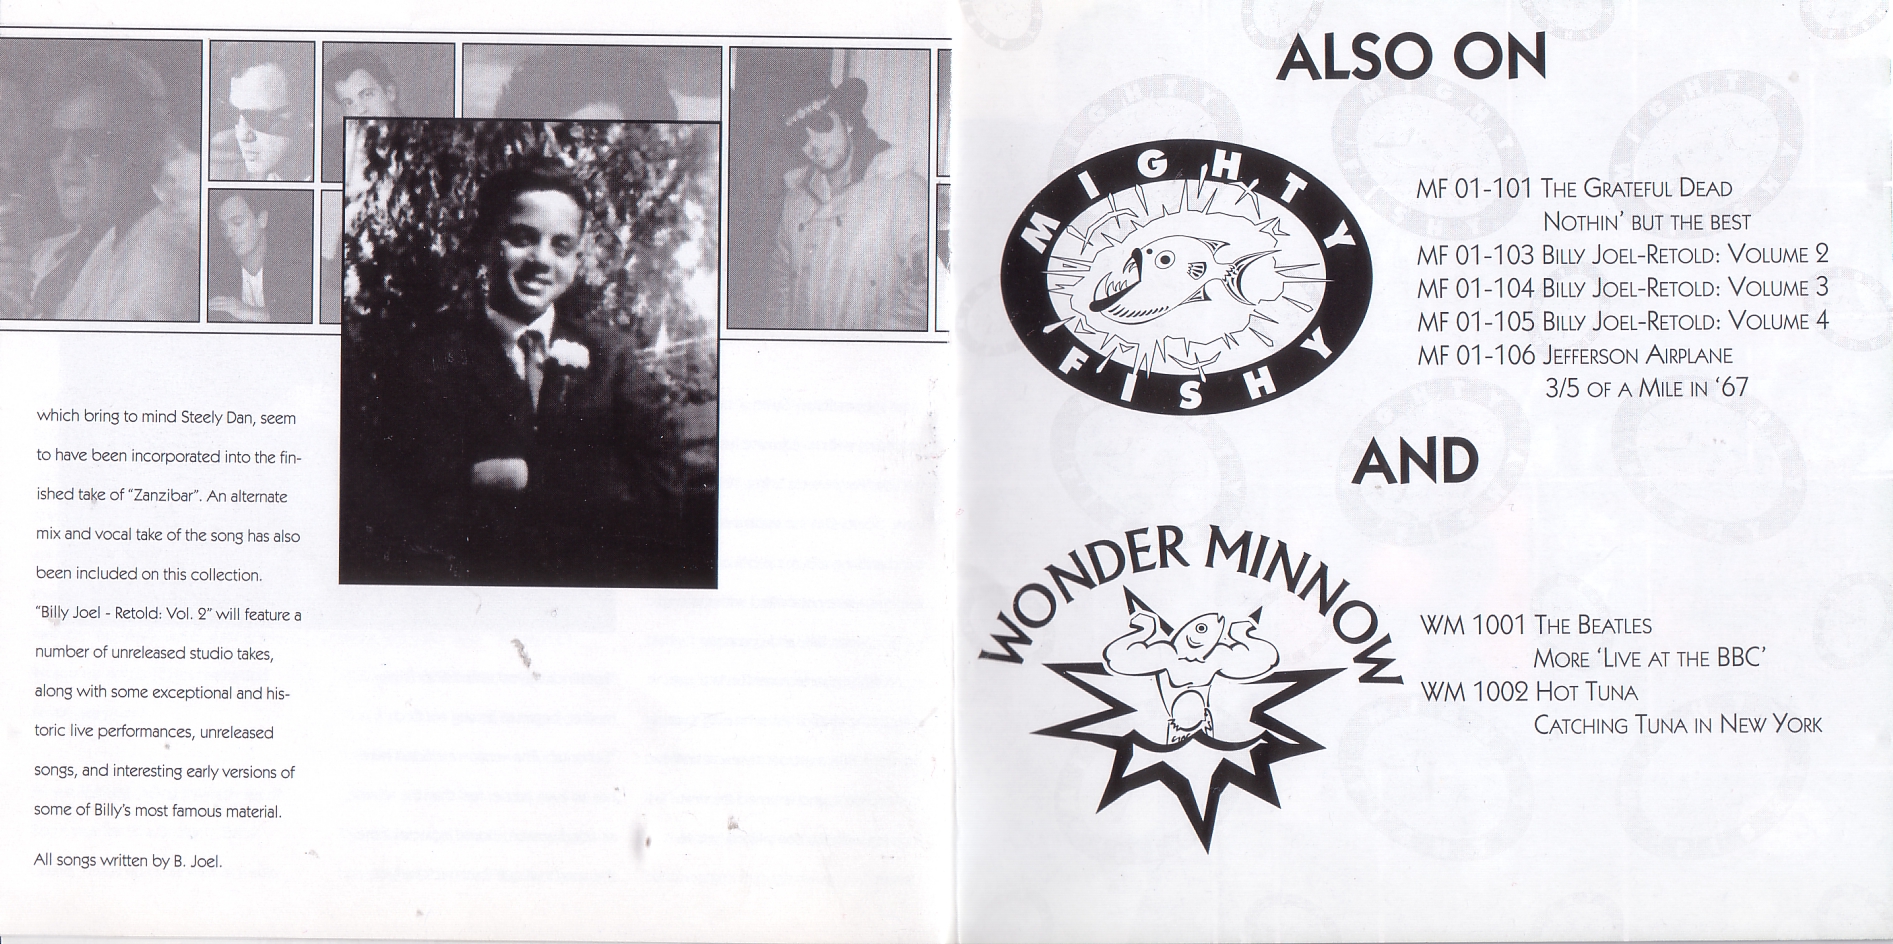 which bring to mind Steely Dan, seem
to have been incorporated into the fin-
ished take of "Zanzibar". An alternate
mix and vocal take of the song has also
been included on this collection.
"Billy Joel - Retold: Vol. 2" will feature a
number of unreleased studio takes,
along with some exceptional and his-
toric live performances, unreleased
songs, and interesting early versions of
some of Billy's most famous material.
All songs written by B. Joel.
ALSO ON
MIGHTY
FISHY
MF 01-101 THE GRATEFUL DEAD
NOTHIN' BUT THE BEST
MF 01-103 BILLY JOEL-RETOLD: VOLUME 2
MF 01-104 BILLY JOEL-RETOLD: VOLUME 3
MF 01-105 BILLY JOEL-RETOLD: VOLUME 4
MF 01-106 JEFFERSON AIRPLANE
3/5 OF A MILE IN '67
AND
WONDER MINNOW
WM 1001 THE BEATLES
MORE 'LIVE AT THE BBC'
WM 1002 HOT TUNA
CATCHING TUNA IN NEW YORK